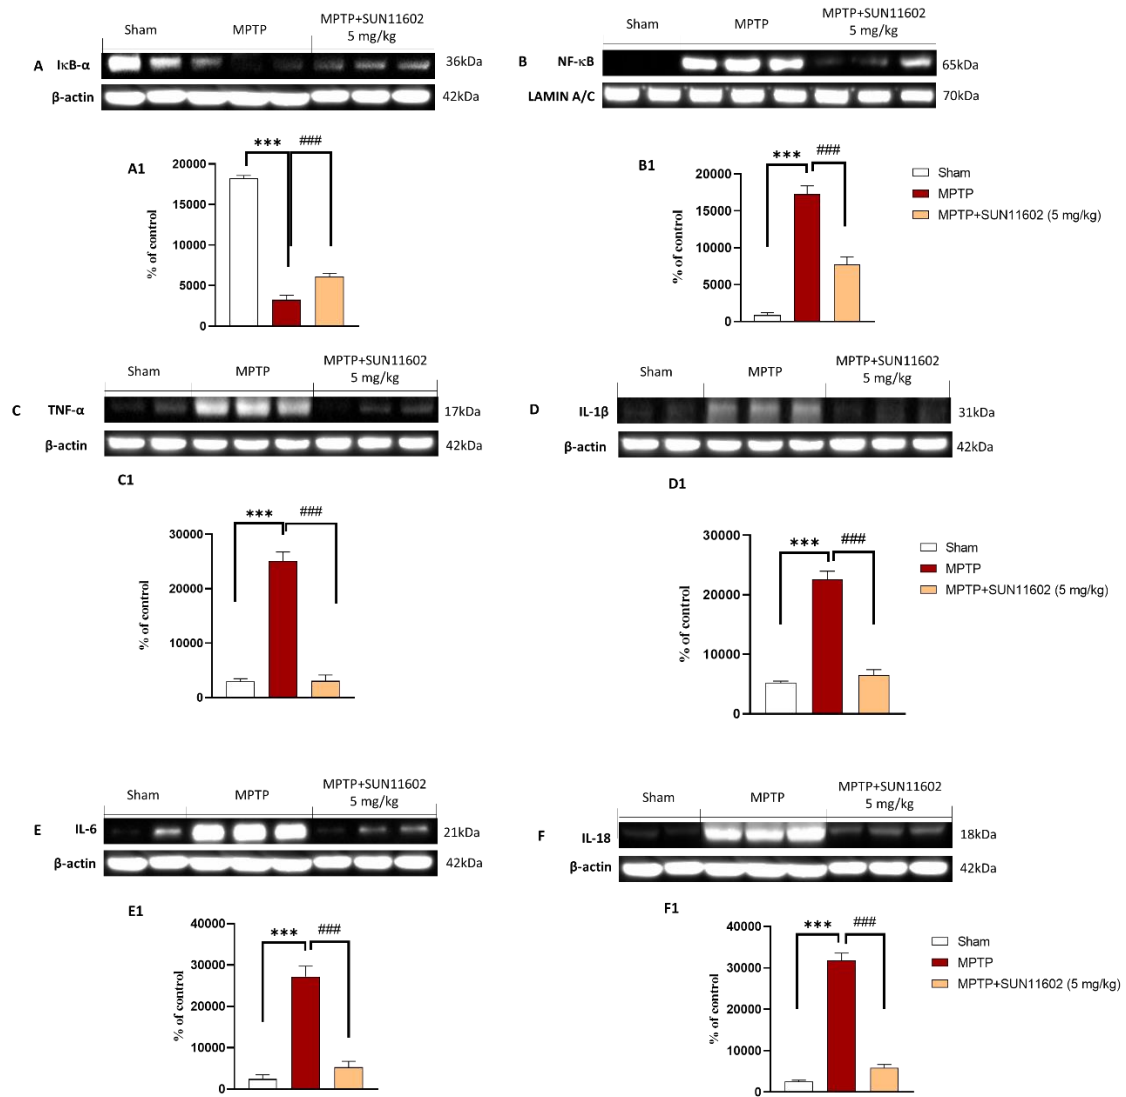 Sham MPTP MPTP+SUN11602
5 mg/kg
A IκB-α 36kDa
β-actin 42kDa
Sham MPTP MPTP+SUN11602
5 mg/kg
B NF-κB 65kDa
LAMIN A/C 70kDa
A1
*** ###
% of control
20000
15000
10000
5000
0
B1
*** ###
% of control
20000
15000
10000
5000
0
Sham
MPTP
MPTP+SUN11602 (5 mg/kg)
Sham MPTP MPTP+SUN11602
5 mg/kg
C TNF-α 17kDa
β-actin 42kDa
Sham MPTP MPTP+SUN11602
5 mg/kg
D IL-1β 31kDa
β-actin 42kDa
C1
*** ###
% of control
30000
20000
10000
0
D1
*** ###
% of control
30000
20000
10000
0
Sham
MPTP
MPTP+SUN11602 (5 mg/kg)
Sham MPTP MPTP+SUN11602
5 mg/kg
E IL-6 21kDa
β-actin 42kDa
Sham MPTP MPTP+SUN11602
5 mg/kg
F IL-18 18kDa
β-actin 42kDa
E1
*** ###
% of control
40000
30000
20000
10000
0
F1
*** ###
% of control
40000
30000
20000
10000
0
Sham
MPTP
MPTP+SUN11602 (5 mg/kg)